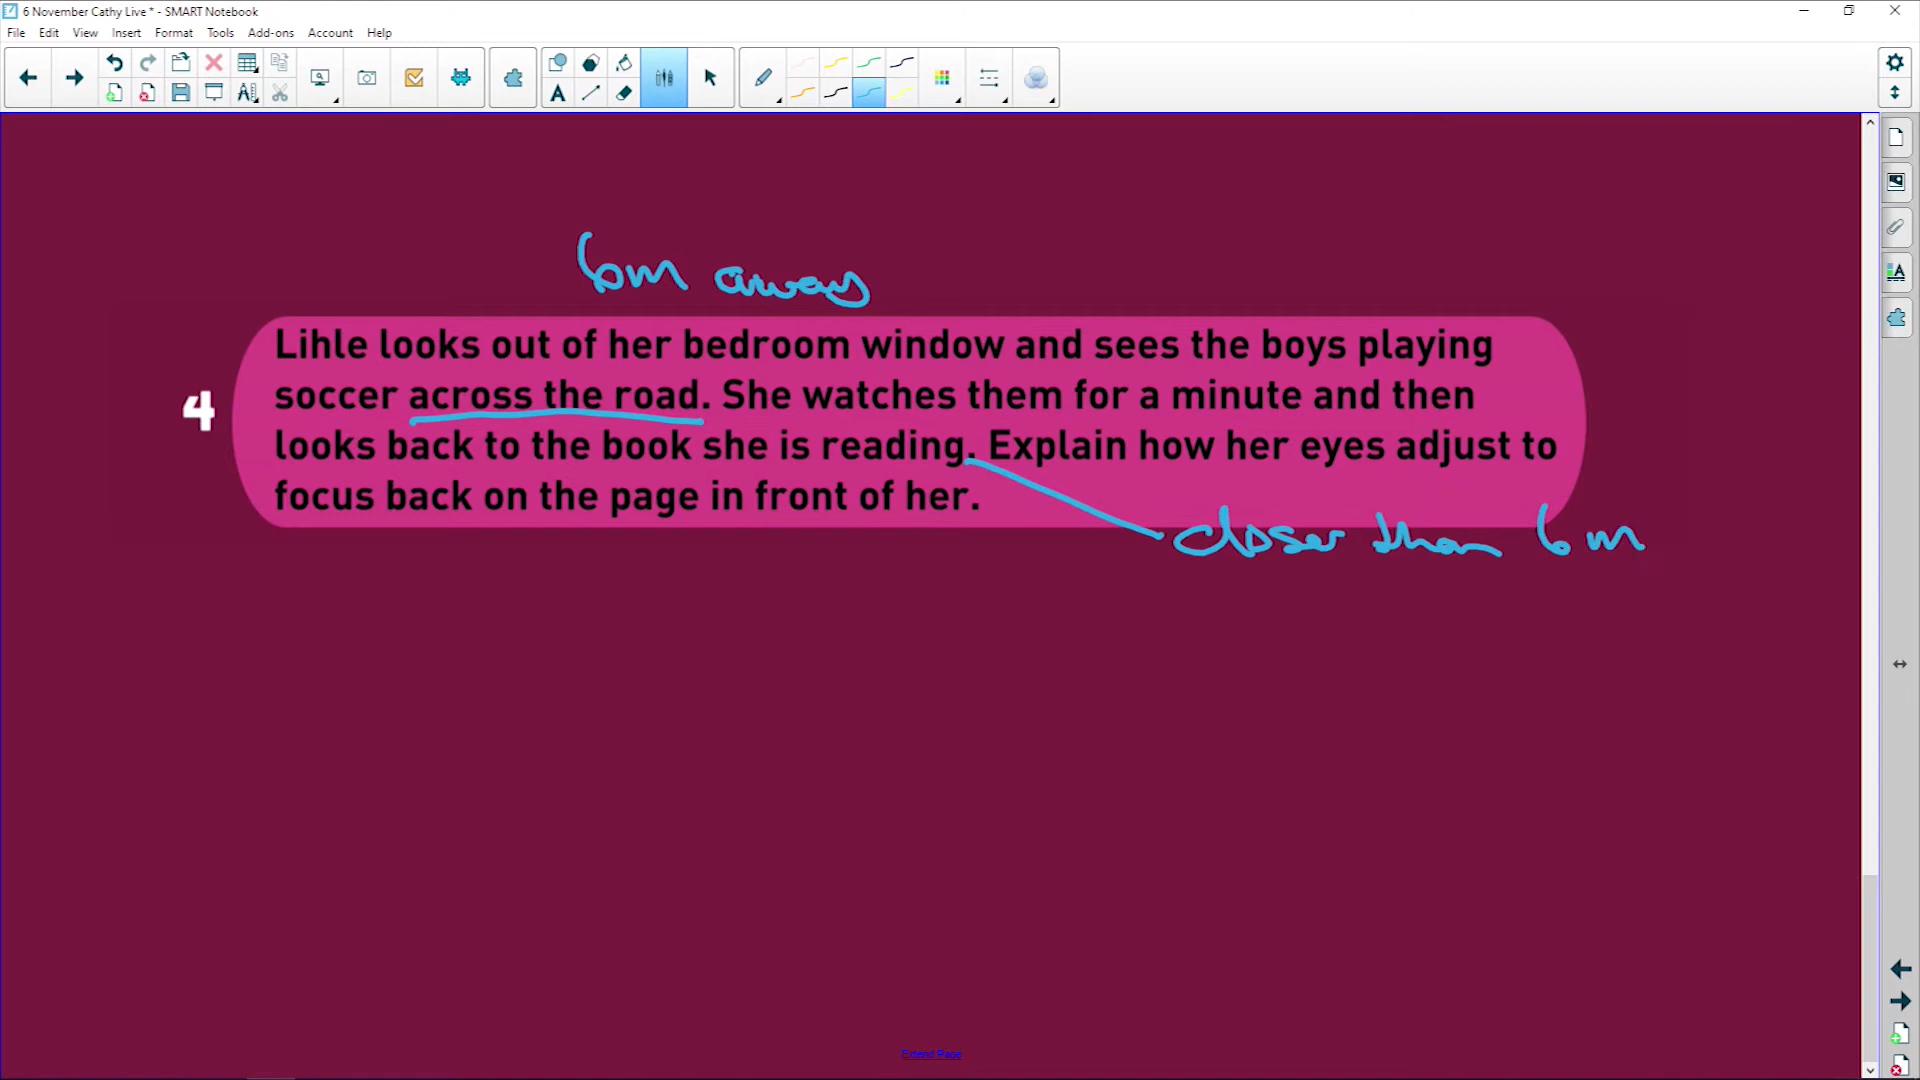 6 November Cathy Live * - SMART Notebook
File Edit View Insert Format Tools Add-ons Account Help
6m away
Lihle looks out of her bedroom window and sees the boys playing
4
soccer across the road. She watches them for a minute and then
looks back to the book she is reading. Explain how her eyes adjust to
focus back on the page in front of her.
closer than 6m
Extend Page